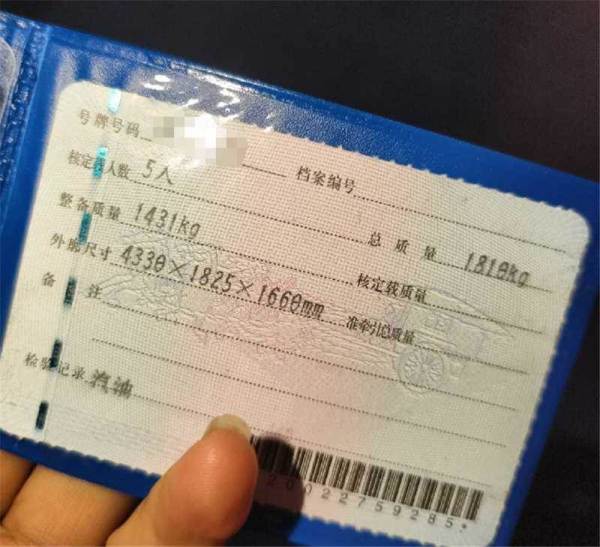 号牌号码
档案编号
核定载人数 5人
总质量 1810kg
整备质量 1431kg
核定载质量
外廓尺寸 4330×1825×1660mm
准牵引总质量
备注
检验记录 汽油